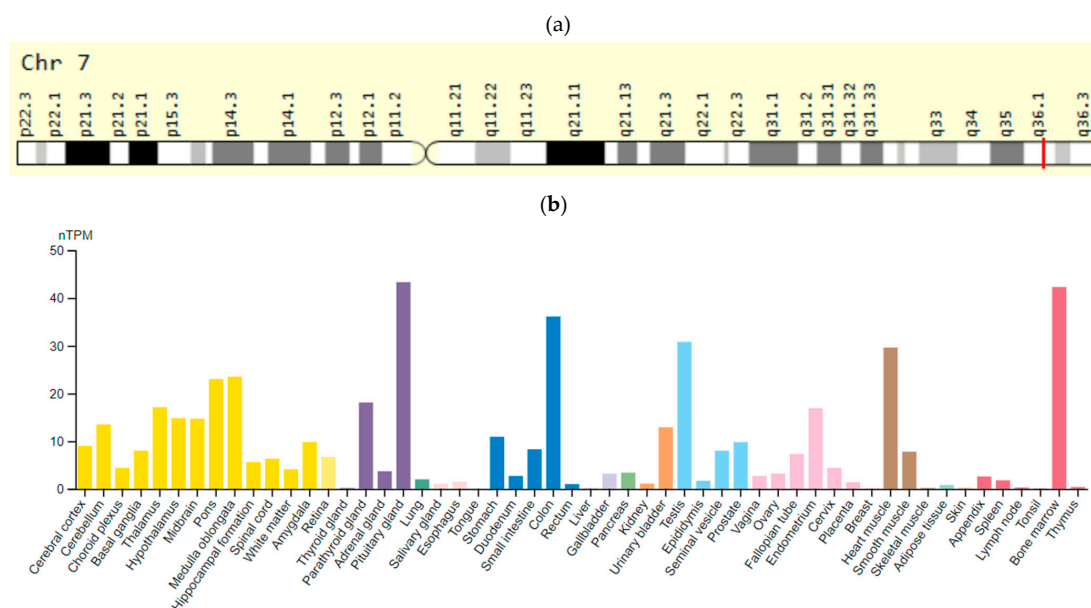 (a)
Chr 7
p22.3
p22.1
p21.3
p21.2
p21.1
p15.3
p14.3
p14.1
p12.3
p12.1
p11.2
q11.21
q11.22
q11.23
q21.11
q21.13
q21.3
q22.1
q22.3
q31.1
q31.2
q31.31
q31.32
q31.33
q33
q34
q35
q36.1
q36.3
(b)
nTPM
50
40
30
20
10
0
Cerebral cortex
Cerebellum
Choroid plexus
Basal ganglia
Thalamus
Hypothalamus
Midbrain
Pons
Medulla oblongata
Hippocampal formation
Spinal cord
White matter
Amygdala
Retina
Thyroid gland
Parathyroid gland
Adrenal gland
Pituitary gland
Lung
Salivary gland
Esophagus
Tongue
Stomach
Duodenum
Small intestine
Colon
Rectum
Liver
Gallbladder
Pancreas
Kidney
Urinary bladder
Testis
Epididymis
Seminal vesicle
Prostate
Vagina
Ovary
Fallopian tube
Endometrium
Cervix
Placenta
Breast
Heart muscle
Smooth muscle
Skeletal muscle
Adipose tissue
Skin
Appendix
Spleen
Lymph node
Tonsil
Bone marrow
Thymus